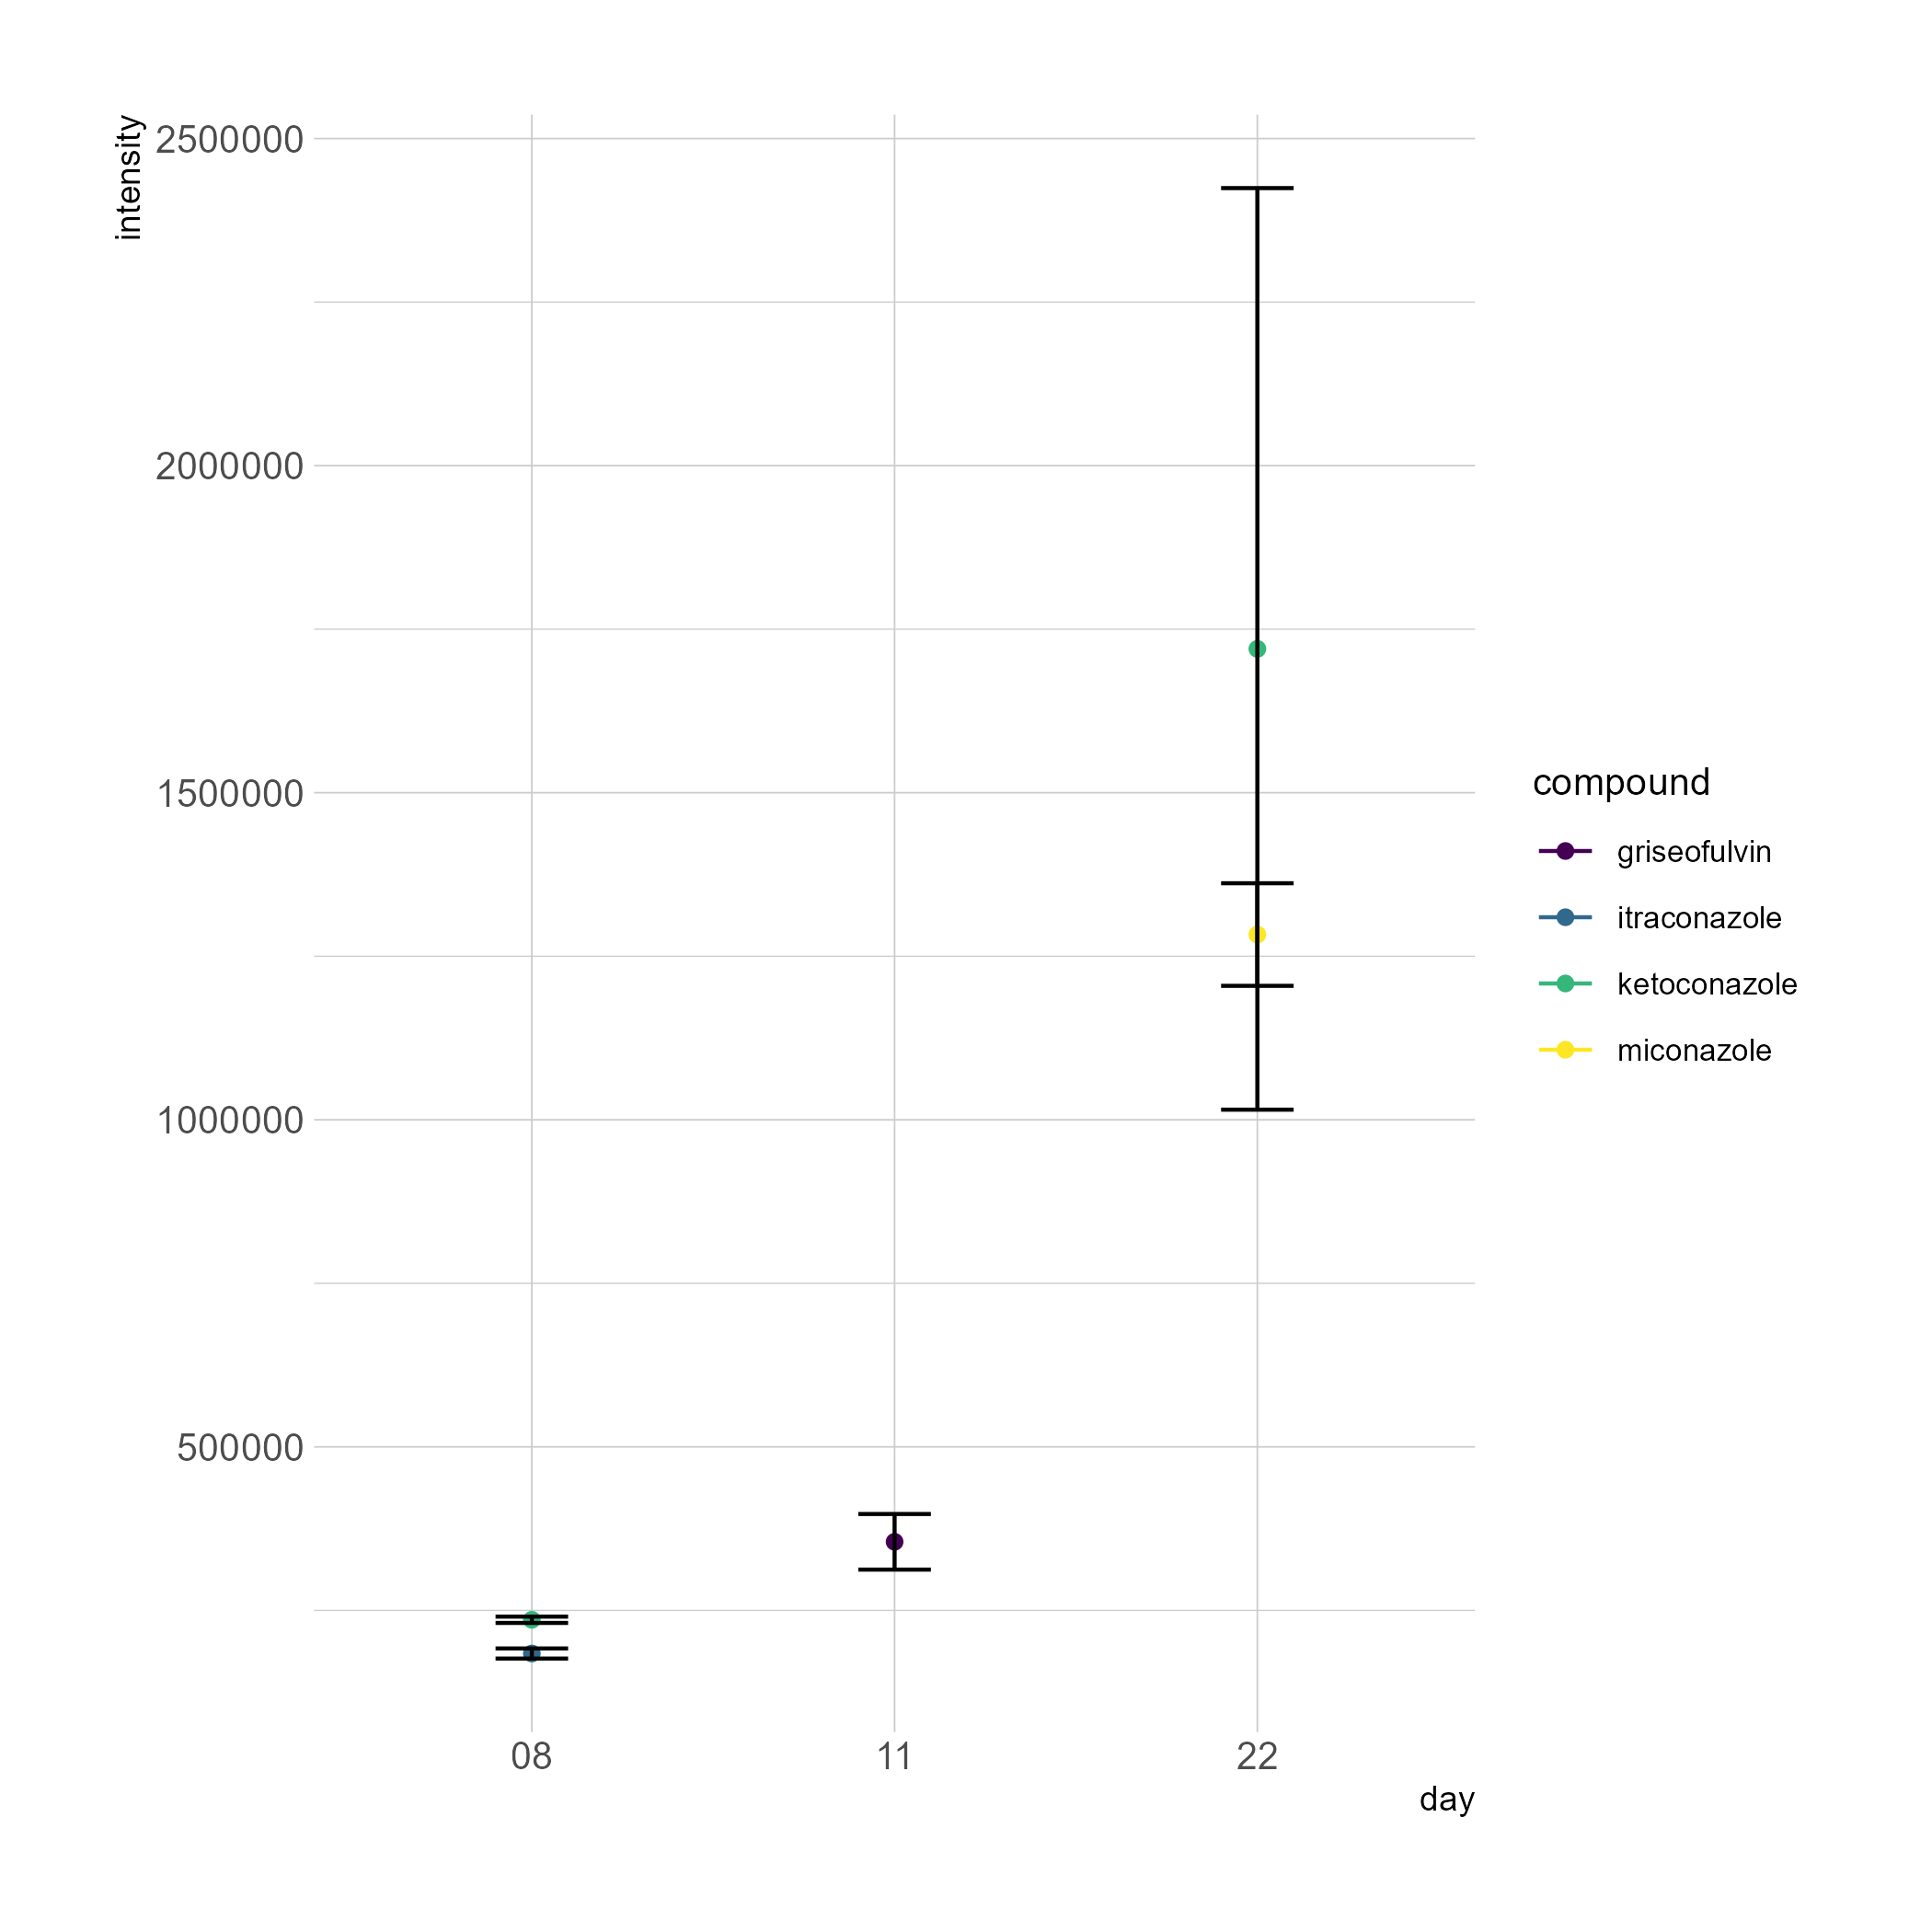 intensity
2500000
2000000
1500000
1000000
500000
08
11
22
day
compound
griseofulvin
itraconazole
ketoconazole
miconazole